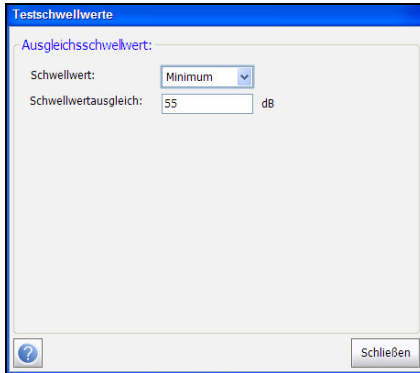 Testschwellwerte
Ausgleichsschwellwert:
Schwellwert: Minimum
Schwellwertausgleich: 55 dB
?
Schließen